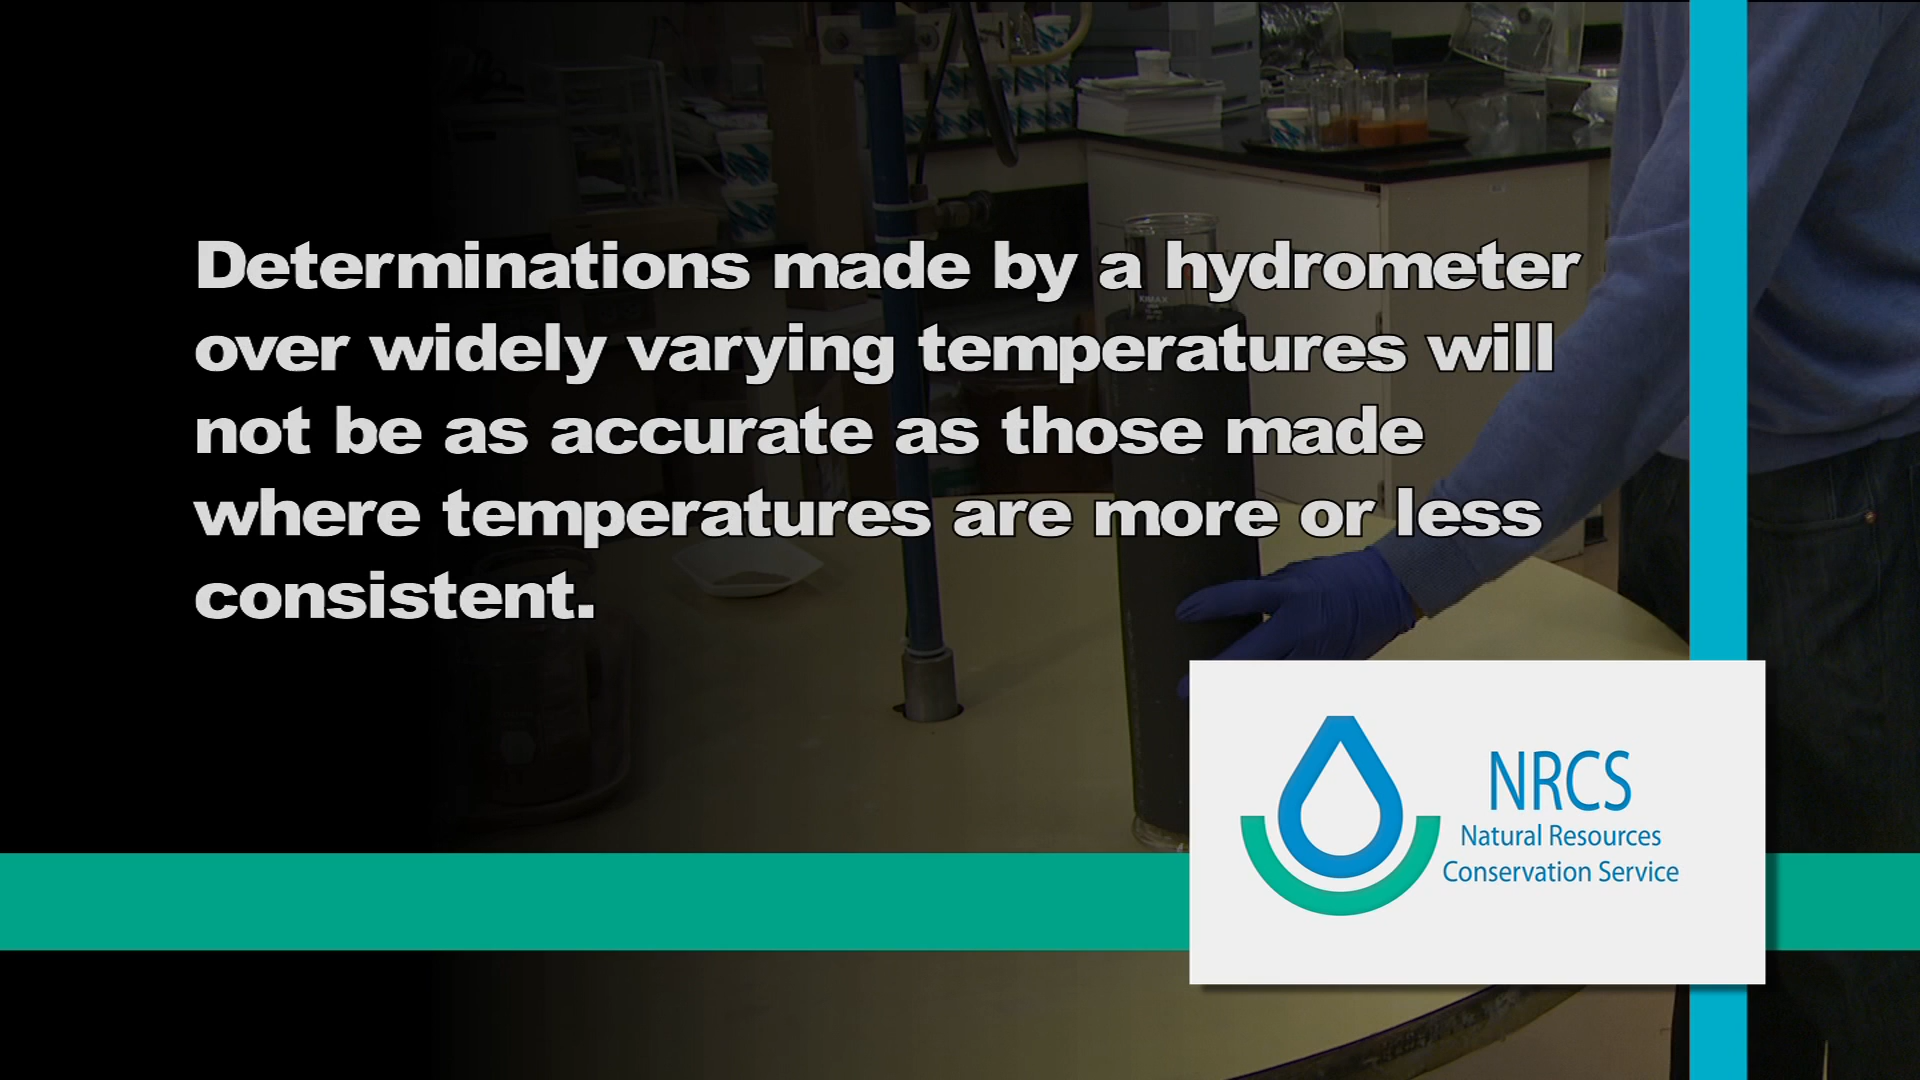 Determinations made by a hydrometer
over widely varying temperatures will
not be as accurate as those made
where temperatures are more or less
consistent.
KIMAX
NRCS
Natural Resources
Conservation Service